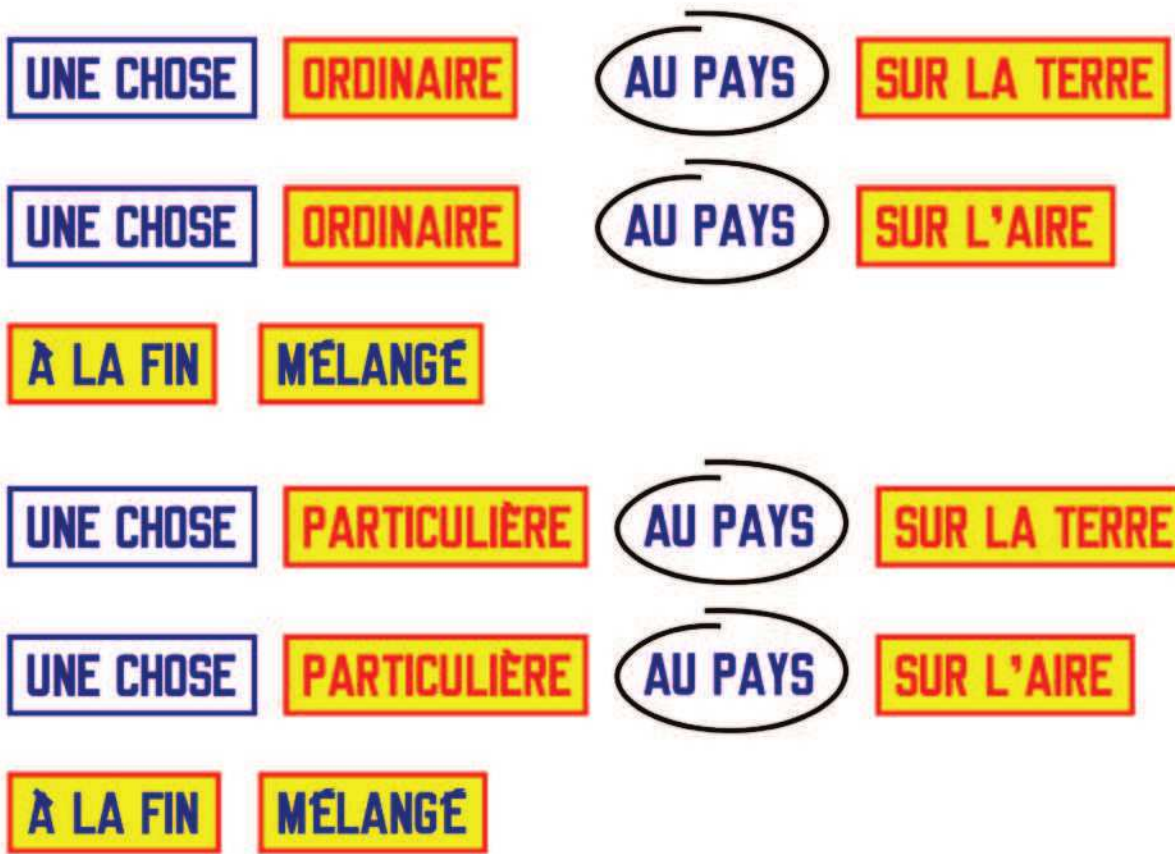 UNE CHOSE ORDINAIRE AU PAYS SUR LA TERRE
UNE CHOSE ORDINAIRE AU PAYS SUR L'AIRE
À LA FIN MÉLANGÉ
UNE CHOSE PARTICULIÈRE AU PAYS SUR LA TERRE
UNE CHOSE PARTICULIÈRE AU PAYS SUR L'AIRE
À LA FIN MÉLANGÉ